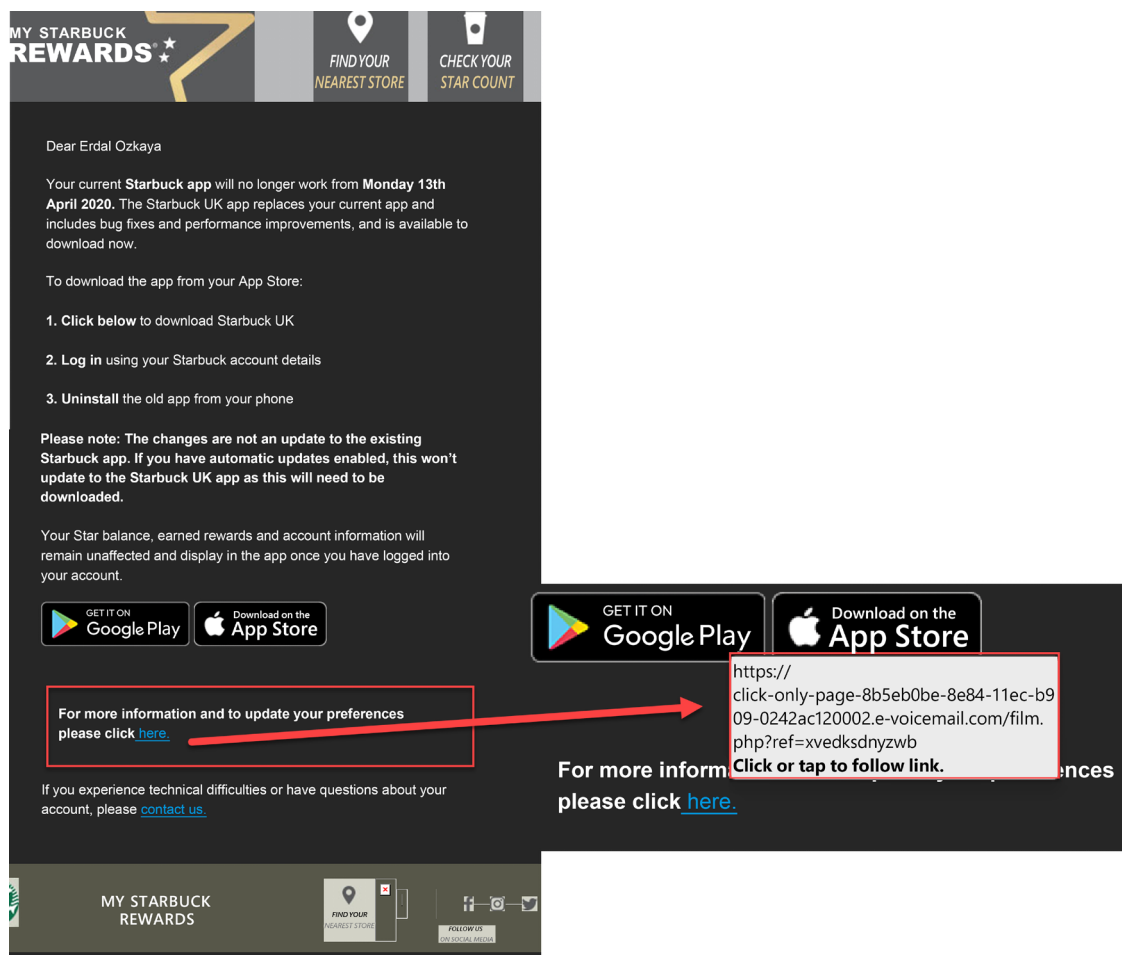 MY STARBUCK
REWARDS®
FIND YOUR
NEAREST STORE
CHECK YOUR
STAR COUNT
Dear Erdal Ozkaya
Your current Starbuck app will no longer work from Monday 13th
April 2020. The Starbuck UK app replaces your current app and
includes bug fixes and performance improvements, and is available to
download now.
To download the app from your App Store:
1. Click below to download Starbuck UK
2. Log in using your Starbuck account details
3. Uninstall the old app from your phone
Please note: The changes are not an update to the existing
Starbuck app. If you have automatic updates enabled, this won't
update to the Starbuck UK app as this will need to be
downloaded.
Your Star balance, earned rewards and account information will
remain unaffected and display in the app once you have logged into
your account.
GET IT ON
Google Play
Download on the
App Store
For more information and to update your preferences
please click here.
If you experience technical difficulties or have questions about your
account, please contact us.
MY STARBUCK
REWARDS
FIND YOUR
NEAREST STORE
FOLLOW US
ON SOCIAL MEDIA
GET IT ON
Google Play
Download on the
App Store
https://
click-only-page-8b5eb0be-8e84-11ec-b9
09-0242ac120002.e-voicemail.com/film.
php?ref=xvedksdnyzwb
Click or tap to follow link.
For more
please click here.